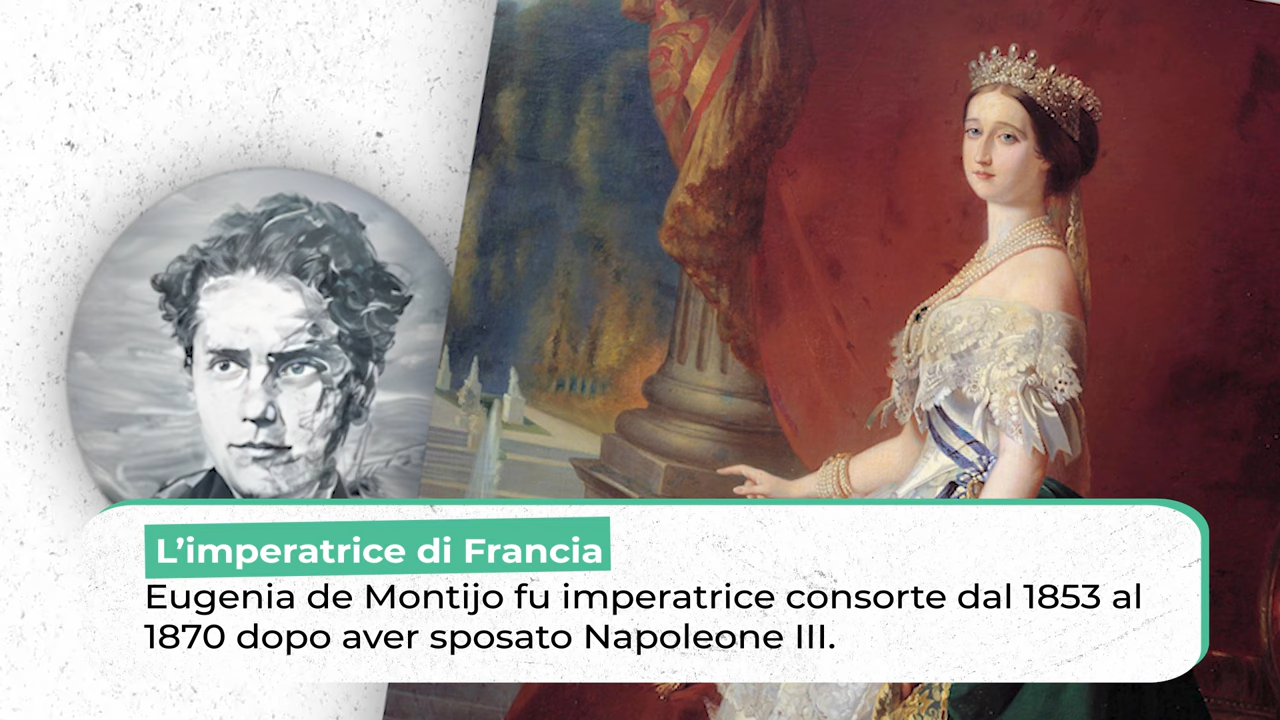 L’imperatrice di Francia
Eugenia de Montijo fu imperatrice consorte dal 1853 al
1870 dopo aver sposato Napoleone III.